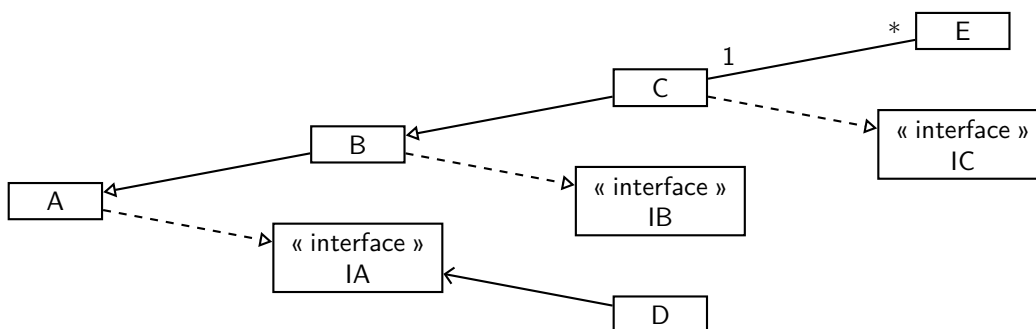 E
*
1
C
« interface »
IC
B
« interface »
IB
A
« interface »
IA
D